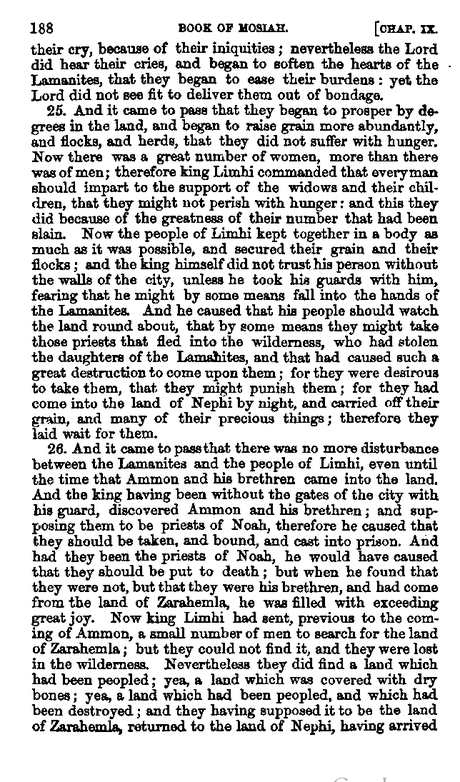 188 BOOK OF MOSIAH. [CHAP. IX.
their cry, because of their iniquities; nevertheless the Lord
did hear their cries, and began to soften the hearts of the
Lamanites, that they began to ease their burdens: yet the
Lord did not see fit to deliver them out of bondage.
25. And it came to pass that they began to prosper by de-
grees in the land, and began to raise grain more abundantly,
and flocks, and herds, that they did not suffer with hunger.
Now there was a great number of women, more than there
was of men; therefore king Limhi commanded that every man
should impart to the support of the widows and their chil-
dren, that they might not perish with hunger: and this they
did because of the greatness of their number that had been
slain. Now the people of Limhi kept together in a body as
much as it was possible, and secured their grain and their
flocks; and the king himself did not trust his person without
the walls of the city, unless he took his guards with him,
fearing that he might by some means fall into the hands of
the Lamanites. And he caused that his people should watch
the land round about, that by some means they might take
those priests that fled into the wilderness, who had stolen
the daughters of the Lamanites, and that had caused such a
great destruction to come upon them; for they were desirous
to take them, that they might punish them; for they had
come into the land of Nephi by night, and carried off their
grain, and many of their precious things; therefore they
laid wait for them.
26. And it came to pass that there was no more disturbance
between the Lamanites and the people of Limhi, even until
the time that Ammon and his brethren came into the land.
And the king having been without the gates of the city with
his guard, discovered Ammon and his brethren; and sup-
posing them to be priests of Noah, therefore he caused that
they should be taken, and bound, and cast into prison. And
had they been the priests of Noah, he would have caused
that they should be put to death; but when he found that
they were not, but that they were his brethren, and had come
from the land of Zarahemla, he was filled with exceeding
great joy. Now king Limhi had sent, previous to the com-
ing of Ammon, a small number of men to search for the land
of Zarahemla; but they could not find it, and they were lost
in the wilderness. Nevertheless they did find a land which
had been peopled; yea, a land which was covered with dry
bones; yea, a land which had been peopled, and which had
been destroyed; and they having supposed it to be the land
of Zarahemla, returned to the land of Nephi, having arrived